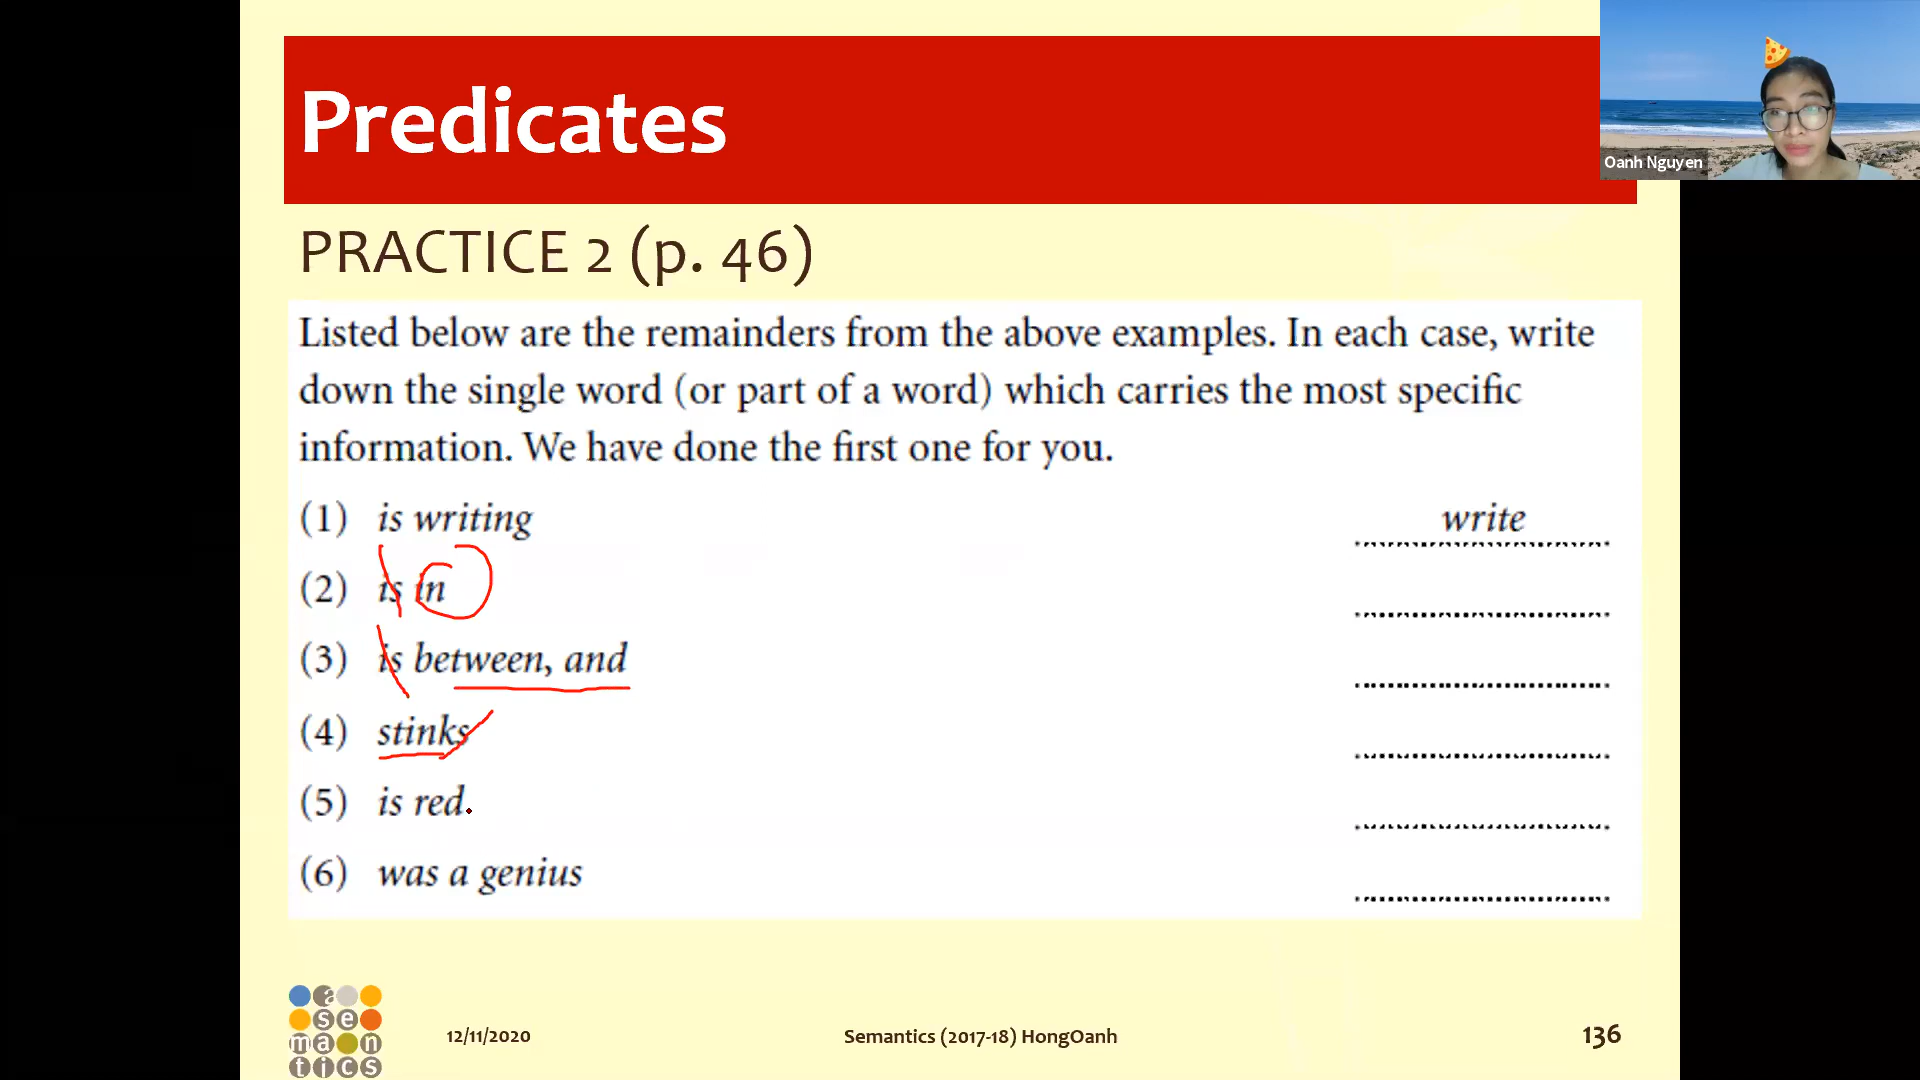 Predicates
Oanh Nguyen
PRACTICE 2 (p. 46)
Listed below are the remainders from the above examples. In each case, write
down the single word (or part of a word) which carries the most specific
information. We have done the first one for you.
(1) is writing write
(2) is in
(3) is between, and
(4) stinks
(5) is red.
(6) was a genius
a
se
man
tics
12/11/2020
Semantics (2017-18) HongOanh
136